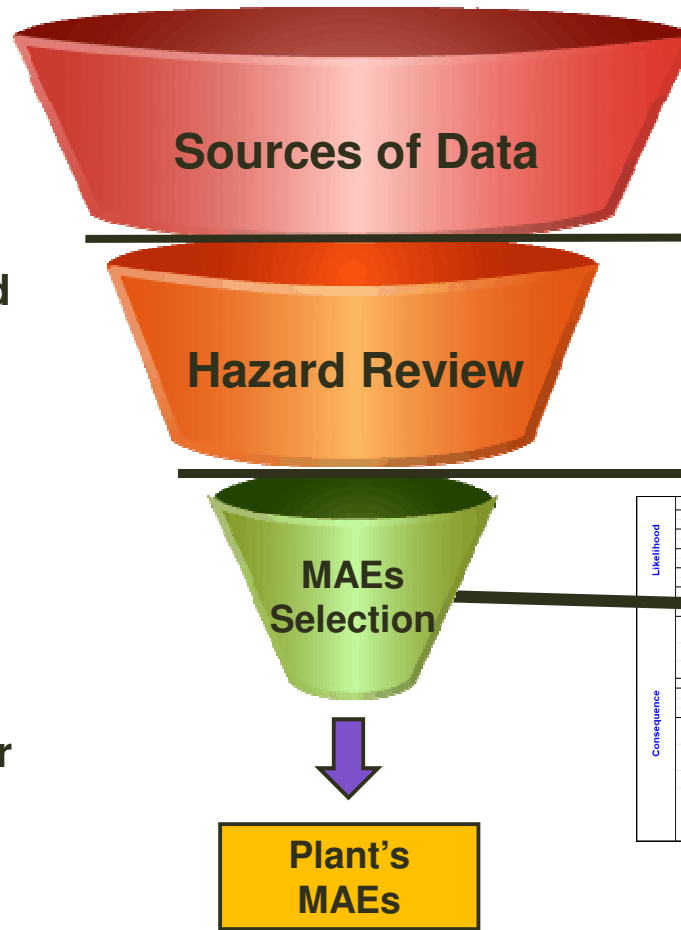 Sources of Data
d
Hazard Review
Likelihood
MAEs
Selection
Consequence
r
Plant's
MAEs